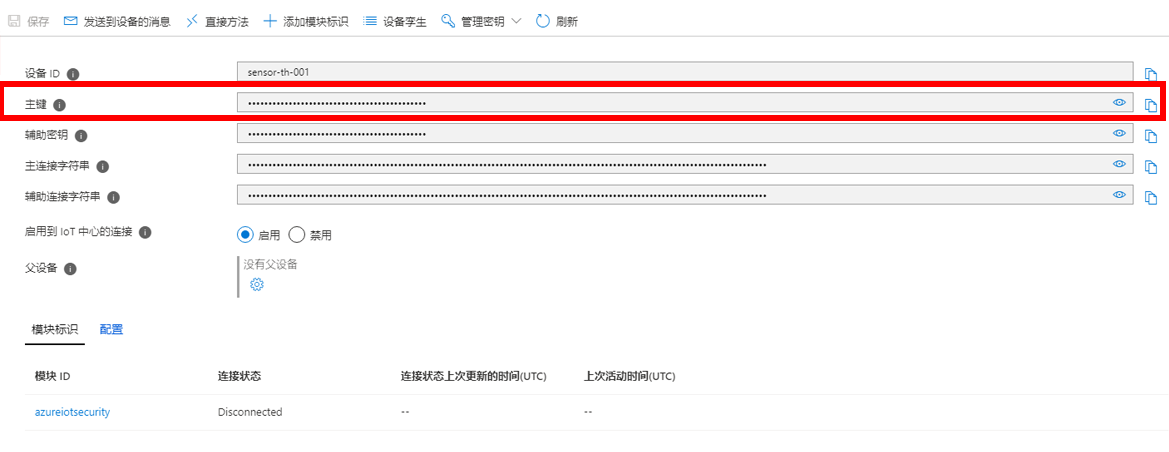 保存 发送到设备的消息 直接方法 添加模块标识 设备孪生 管理密钥 刷新
设备 ID sensor-th-001
主键 ••••••••••••••••••••••••••••••••••••••••••••
辅助密钥 ••••••••••••••••••••••••••••••••••••••••••••
主连接字符串 ••••••••••••••••••••••••••••••••••••••••••••••••••••••••••••••••••••••••••••••••••••••••••••••••••••••••••••••••••••••••••••••••
辅助连接字符串 ••••••••••••••••••••••••••••••••••••••••••••••••••••••••••••••••••••••••••••••••••••••••••••••••••••••••••••••••••••••••••••••••
启用到 IoT 中心的连接 启用 禁用
父设备 没有父设备
模块标识 配置
模块 ID 连接状态 连接状态上次更新的时间(UTC) 上次活动时间(UTC)
azureiotsecurity Disconnected -- --